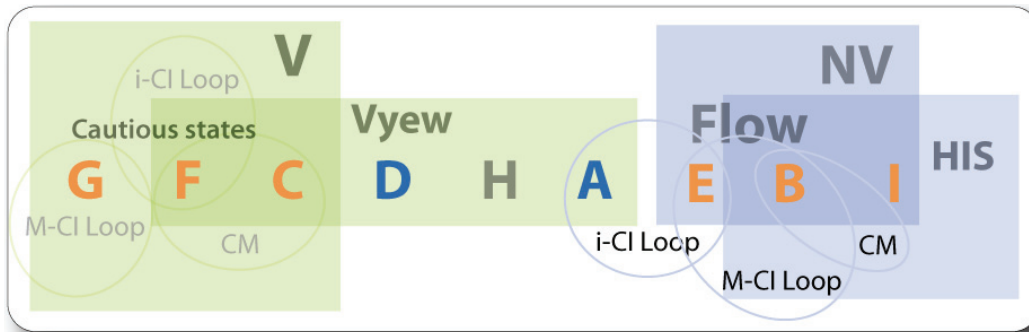 V
NV
i-CI Loop
Cautious states
Vyew
Flow
HIS
G F C D H A E B I
M-CI Loop
CM
i-CI Loop
CM
M-CI Loop